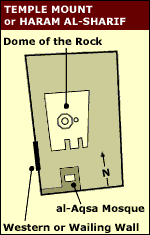 TEMPLE MOUNT
or HARAM AL-SHARIF
Dome of the Rock
N
al-Aqsa Mosque
Western or Wailing Wall